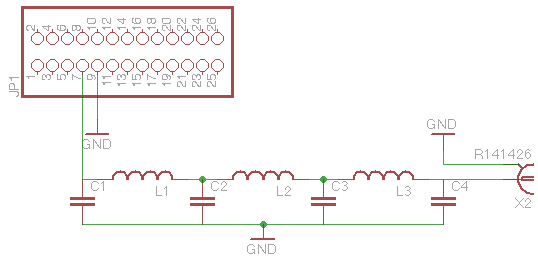 2 4 6 8 10 12 14 16 18 20 22 24 26
1 3 5 7 9 11 13 15 17 19 21 23 25
JP1
GND
GND
R141426
C1 C2 C3 C4
L1 L2 L3
X2
GND